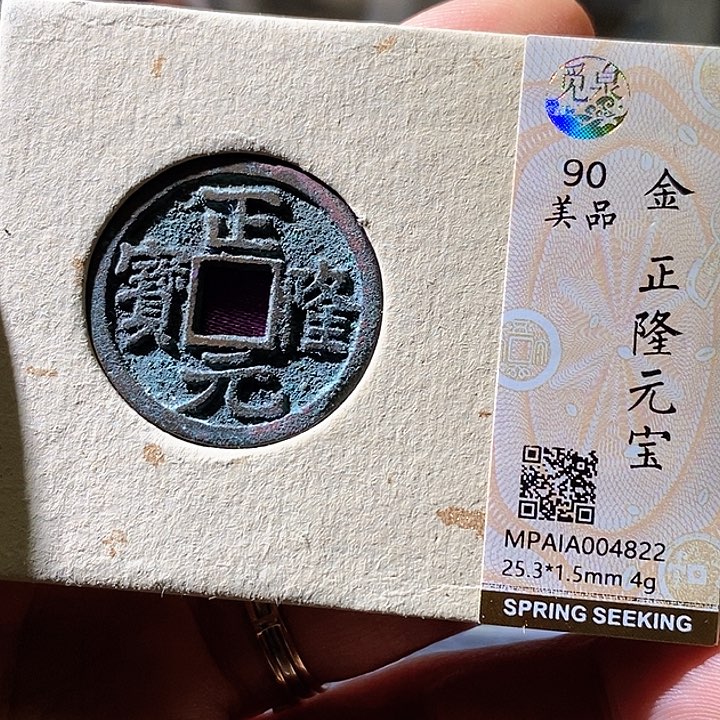 正隆元寶
覓泉
90
美品
金 正隆元宝
MPAIA004822
25.3*1.5mm 4g
SPRING SEEKING